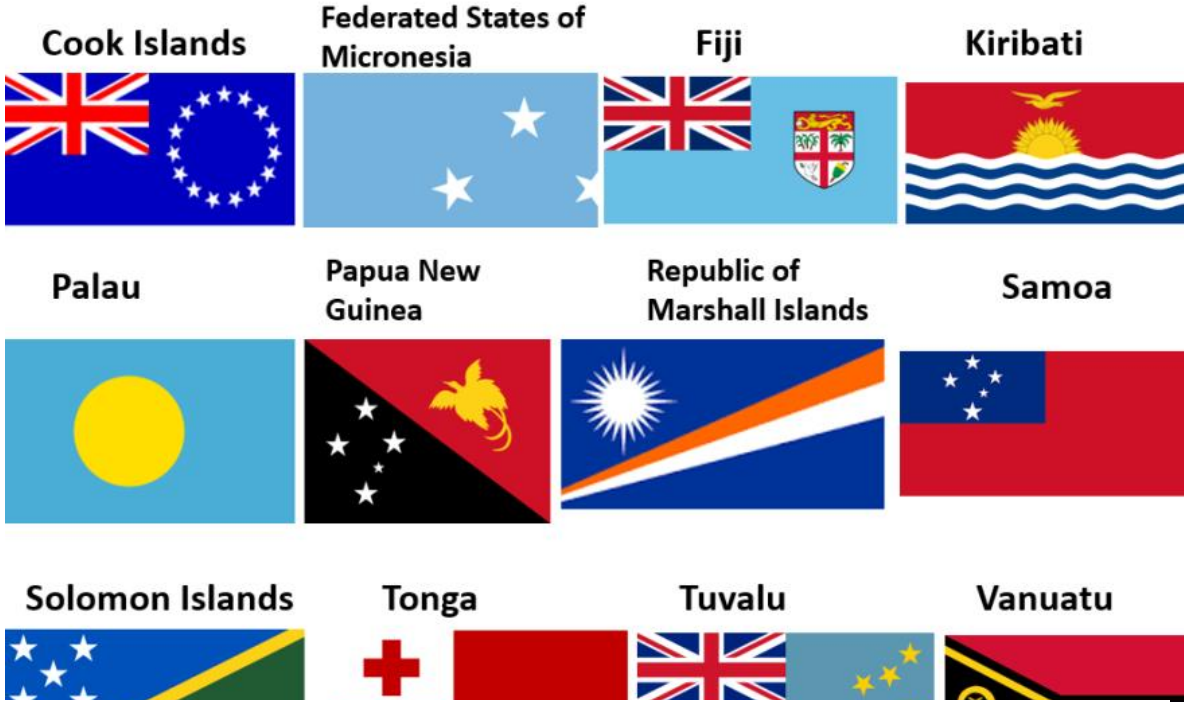 Cook Islands
Federated States of
Micronesia
Fiji
Kiribati
Palau
Papua New
Guinea
Republic of
Marshall Islands
Samoa
Solomon Islands
Tonga
Tuvalu
Vanuatu